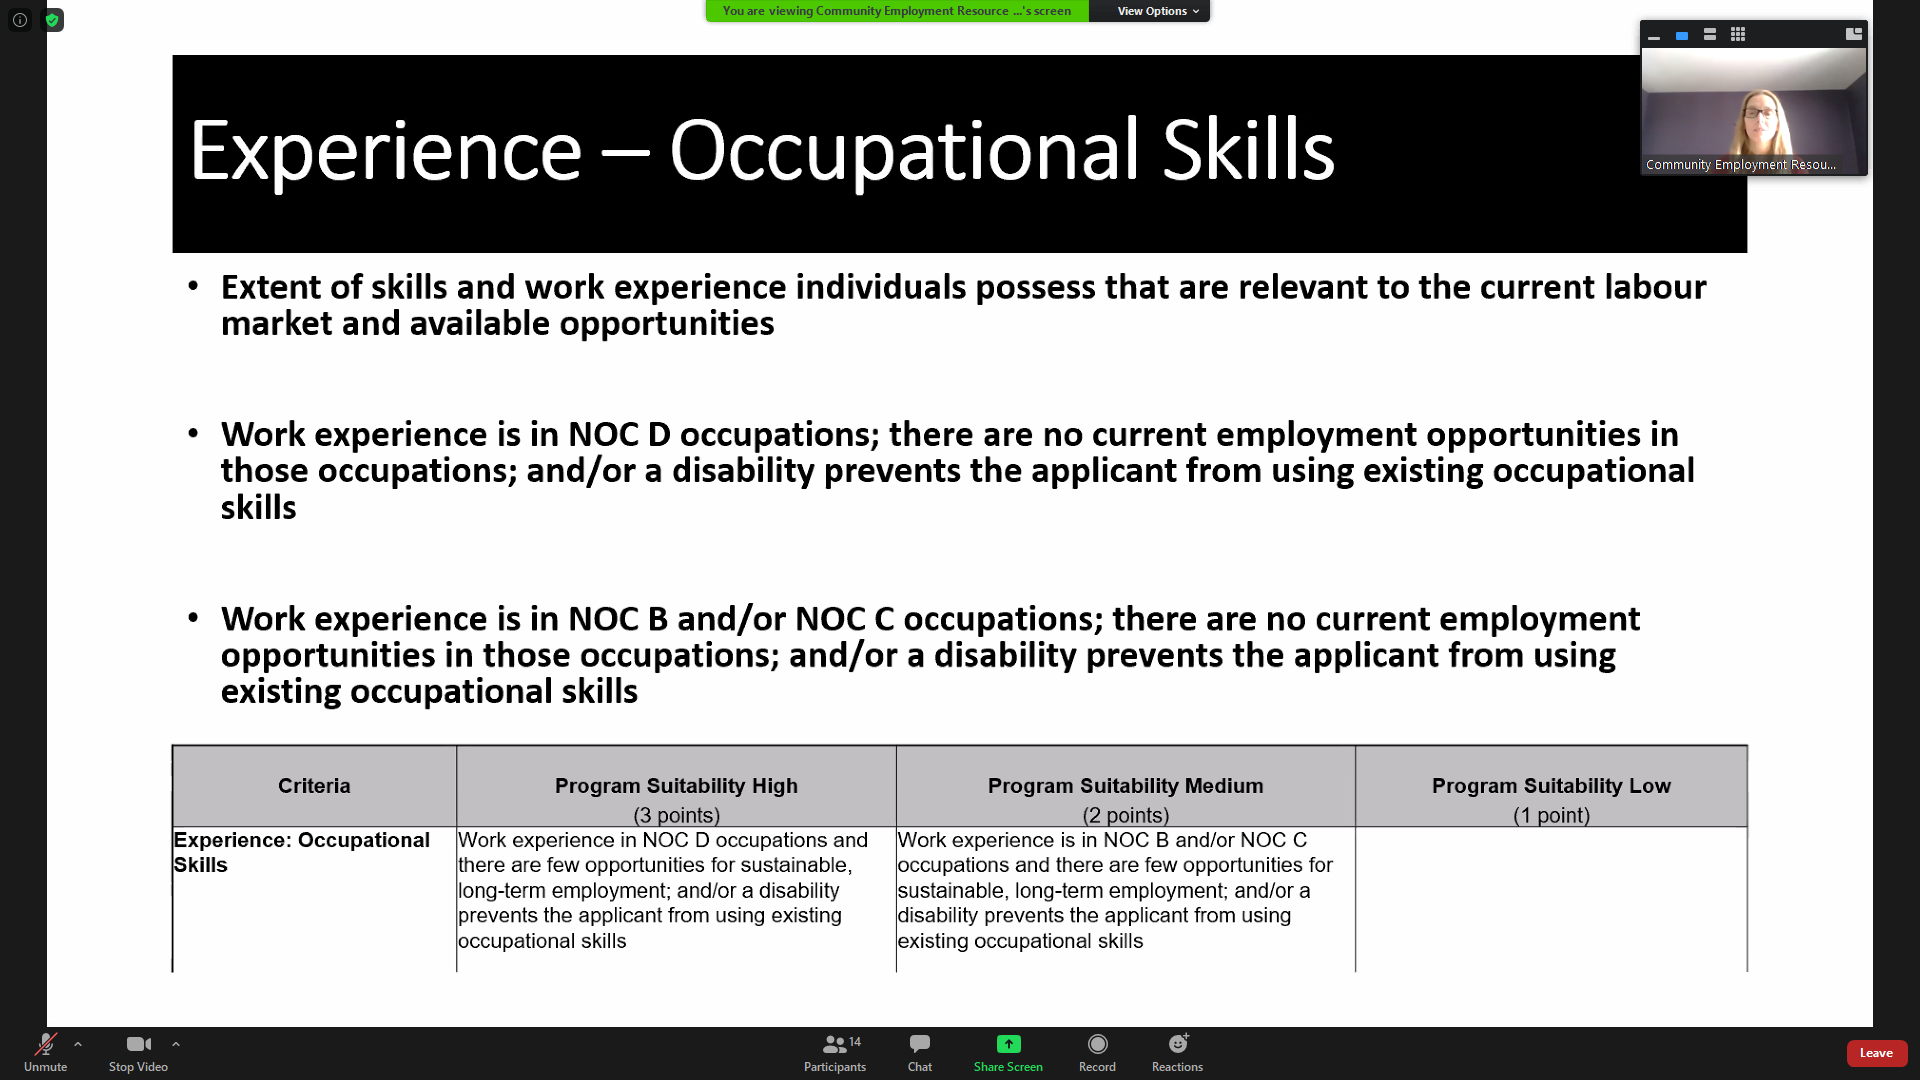 You are viewing Community Employment Resource ...'s screen
View Options
Experience – Occupational Skills
Community Employment Resou...
• Extent of skills and work experience individuals possess that are relevant to the current labour
market and available opportunities
• Work experience is in NOC D occupations; there are no current employment opportunities in
those occupations; and/or a disability prevents the applicant from using existing occupational
skills
• Work experience is in NOC B and/or NOC C occupations; there are no current employment
opportunities in those occupations; and/or a disability prevents the applicant from using
existing occupational skills
Criteria
Program Suitability High
(3 points)
Program Suitability Medium
(2 points)
Program Suitability Low
(1 point)
Experience: Occupational
Skills
Work experience in NOC D occupations and
there are few opportunities for sustainable,
long-term employment; and/or a disability
prevents the applicant from using existing
occupational skills
Work experience is in NOC B and/or NOC C
occupations and there are few opportunities for
sustainable, long-term employment; and/or a
disability prevents the applicant from using
existing occupational skills
Unmute
Stop Video
14
Participants
Chat
Share Screen
Record
Reactions
Leave